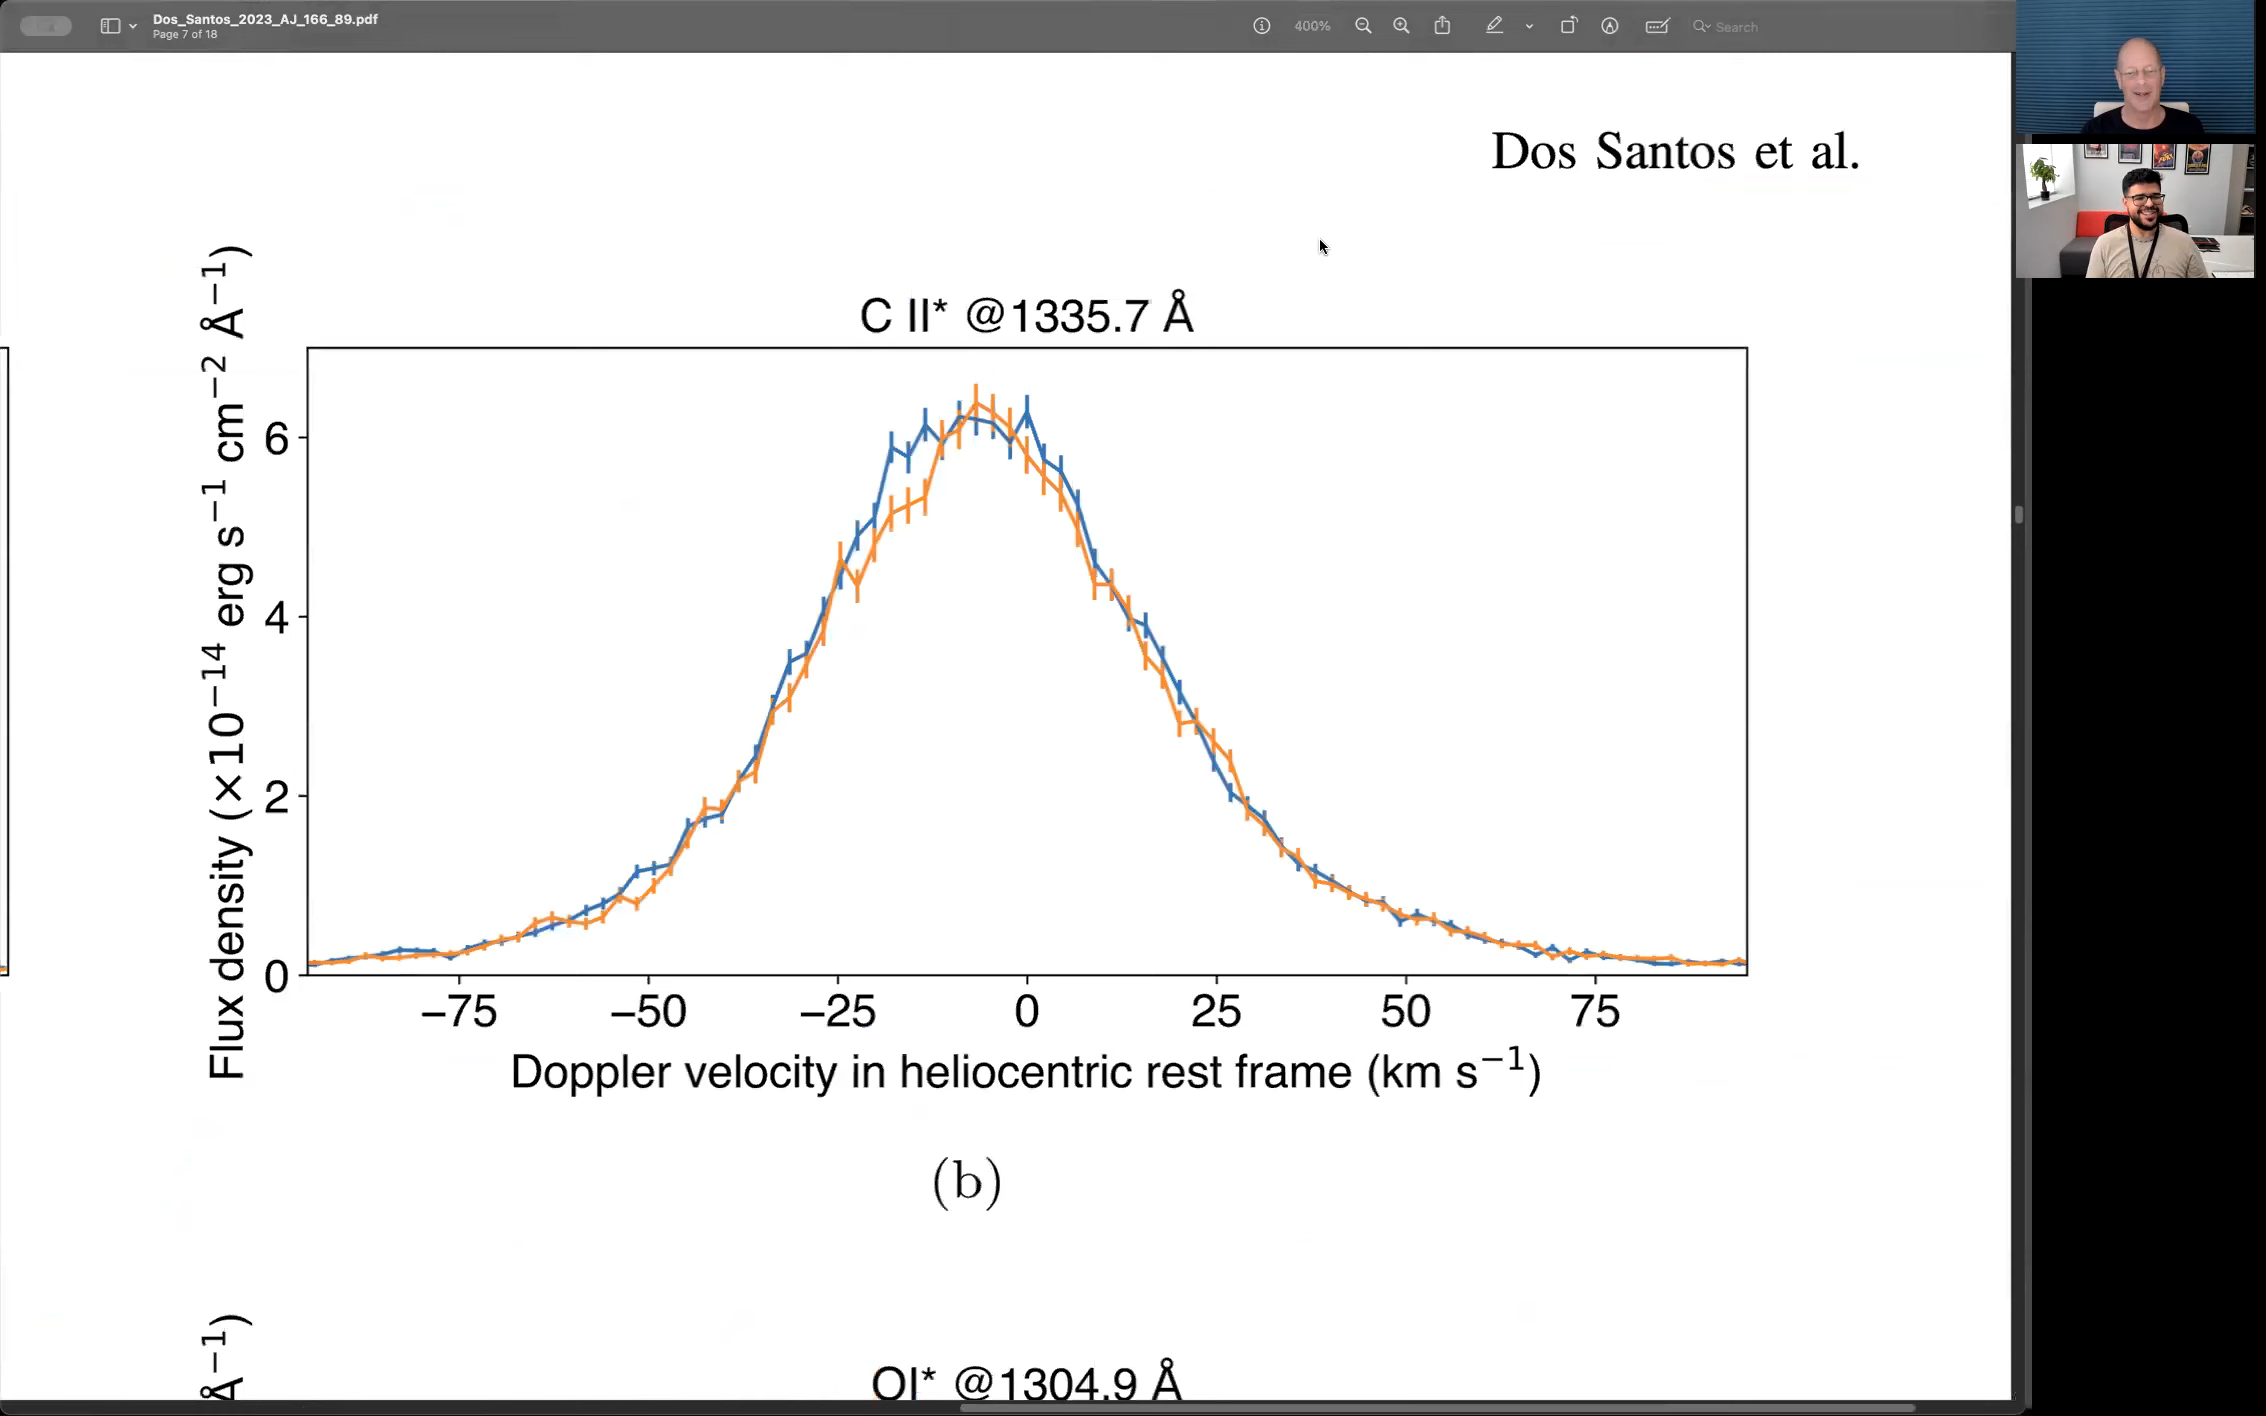 Dos_Santos_2023_AJ_166_89.pdf
Page 7 of 18
400%
Search
Dos Santos et al.
C II* @1335.7 Å
Flux density (×10⁻¹⁴ erg s⁻¹ cm⁻² Å⁻¹)
6
4
2
0
−75 −50 −25 0 25 50 75
Doppler velocity in heliocentric rest frame (km s⁻¹)
(b)
Å⁻¹)
OI* @1304.9 Å